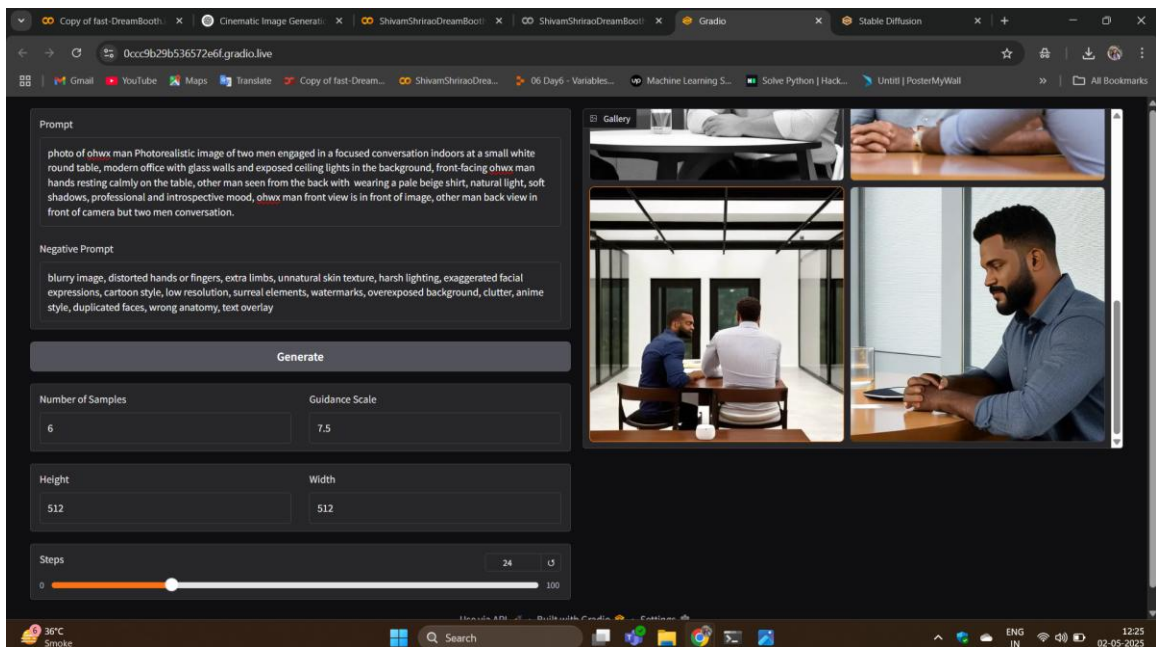 Copy of fast-DreamBooth.i
Cinematic Image Generatio
ShivamShriraoDreamBooth
ShivamShriraoDreamBooth
Gradio
Stable Diffusion
0ccc9b29b536572e6f.gradio.live
Gmail
YouTube
Maps
Translate
Copy of fast-Dream...
ShivamShriraoDrea...
06 Day6 - Variables...
Machine Learning S...
Solve Python | Hack...
Untitl | PosterMyWall
All Bookmarks
Prompt
photo of ohwx man Photorealistic image of two men engaged in a focused conversation indoors at a small white
round table, modern office with glass walls and exposed ceiling lights in the background, front-facing ohwx man
hands resting calmly on the table, other man seen from the back with wearing a pale beige shirt, natural light, soft
shadows, professional and introspective mood, ohwx man front view is in front of image, other man back view in
front of camera but two men conversation.
Negative Prompt
blurry image, distorted hands or fingers, extra limbs, unnatural skin texture, harsh lighting, exaggerated facial
expressions, cartoon style, low resolution, surreal elements, watermarks, overexposed background, clutter, anime
style, duplicated faces, wrong anatomy, text overlay
Generate
Number of Samples
Guidance Scale
6
7.5
Height
Width
512
512
Steps
24
0
100
Gallery
Use via API
Built with Gradio
Settings
6
36°C
Smoke
Search
ENG
IN
12:25
02-05-2025